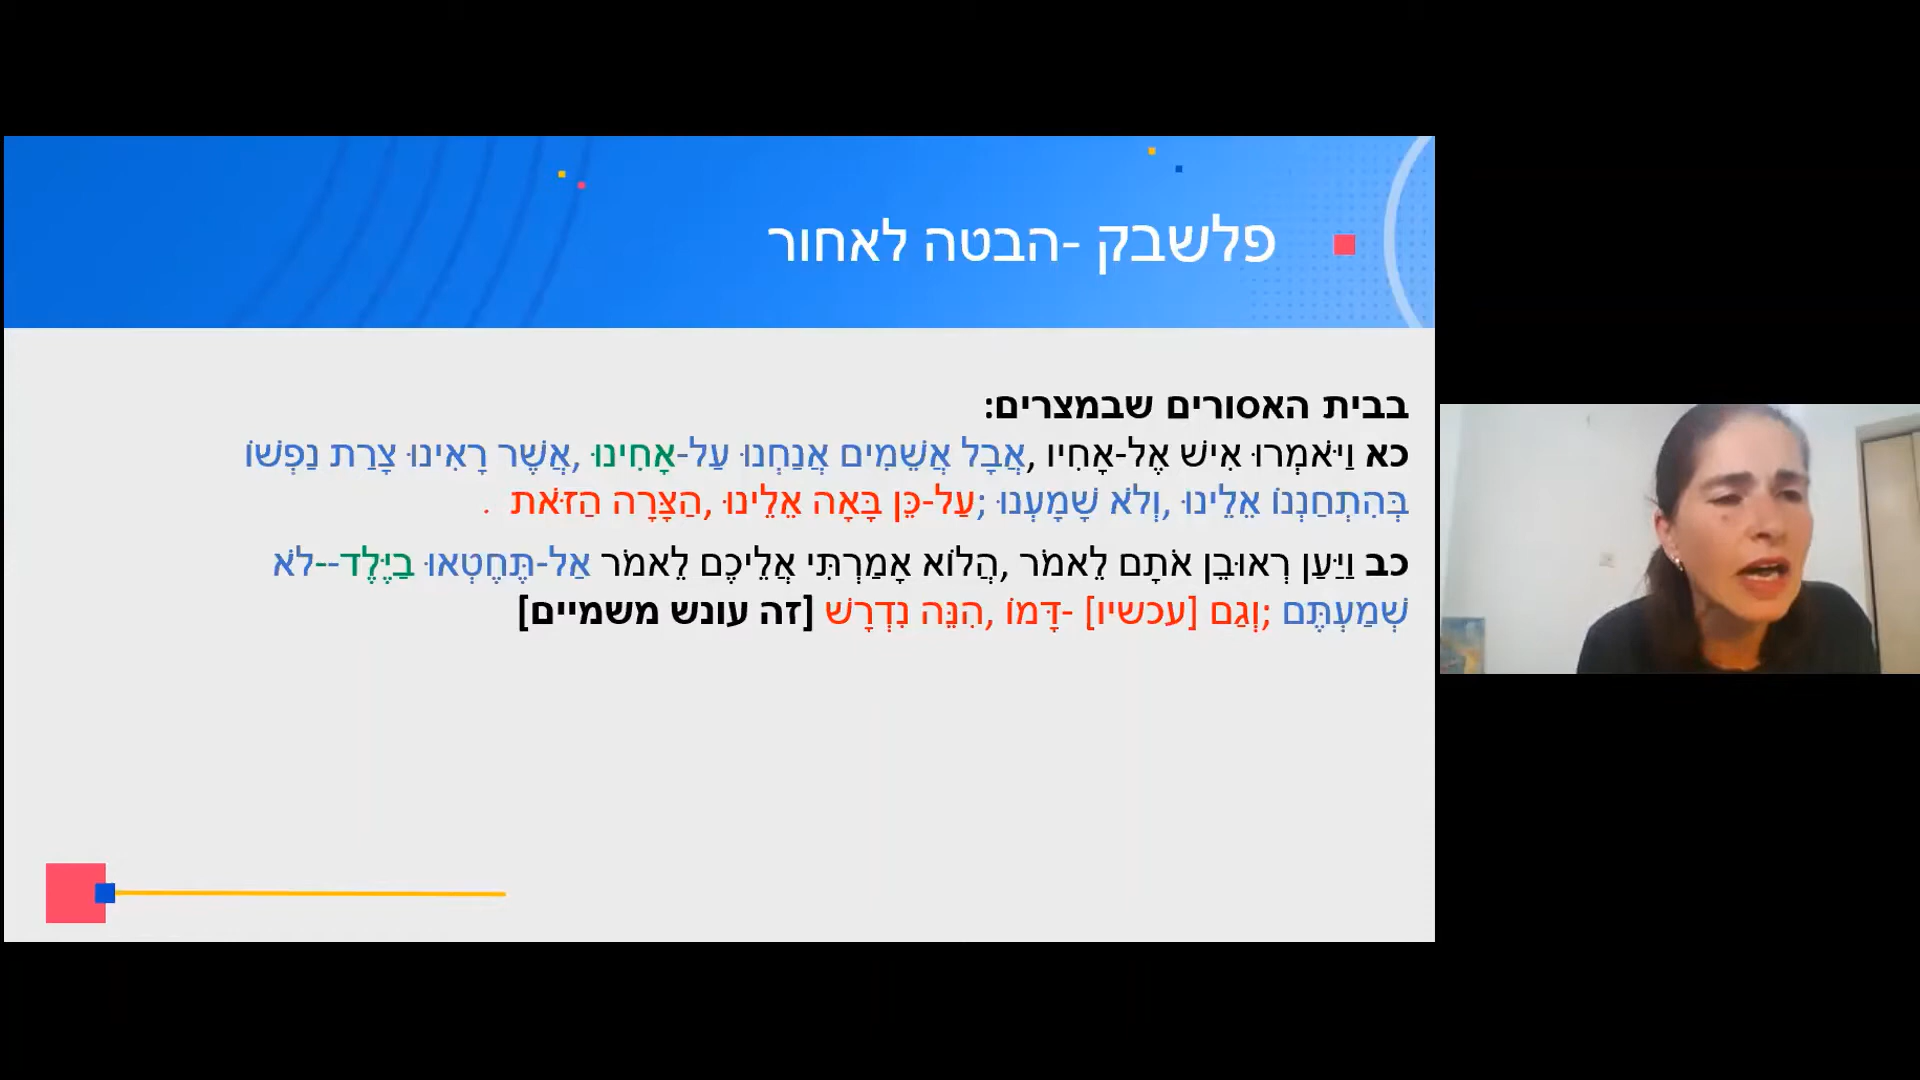 פלשבק -הבטה לאחור
בבית האסורים שבמצרים:
כא וַיֹּאמְרוּ אִישׁ אֶל-אָחִיו ,אֲבָל אֲשֵׁמִים אֲנַחְנוּ עַל-אָחִינוּ ,אֲשֶׁר רָאִינוּ צָרַת נַפְשׁוֹ
בְּהִתְחַנְנוֹ אֵלֵינוּ ,וְלֹא שָׁמָעְנוּ ;עַל-כֵּן בָּאָה אֵלֵינוּ ,הַצָּרָה הַזֹּאת .
כב וַיַּעַן רְאוּבֵן אֹתָם לֵאמֹר ,הֲלוֹא אָמַרְתִּי אֲלֵיכֶם לֵאמֹר אַל-תֶּחֶטְאוּ בַיֶּלֶד--לֹא
שְׁמַעְתֶּם ;וְגַם [עכשיו] -דָּמוֹ ,הִנֵּה נִדְרָשׁ [זה עונש משמיים]